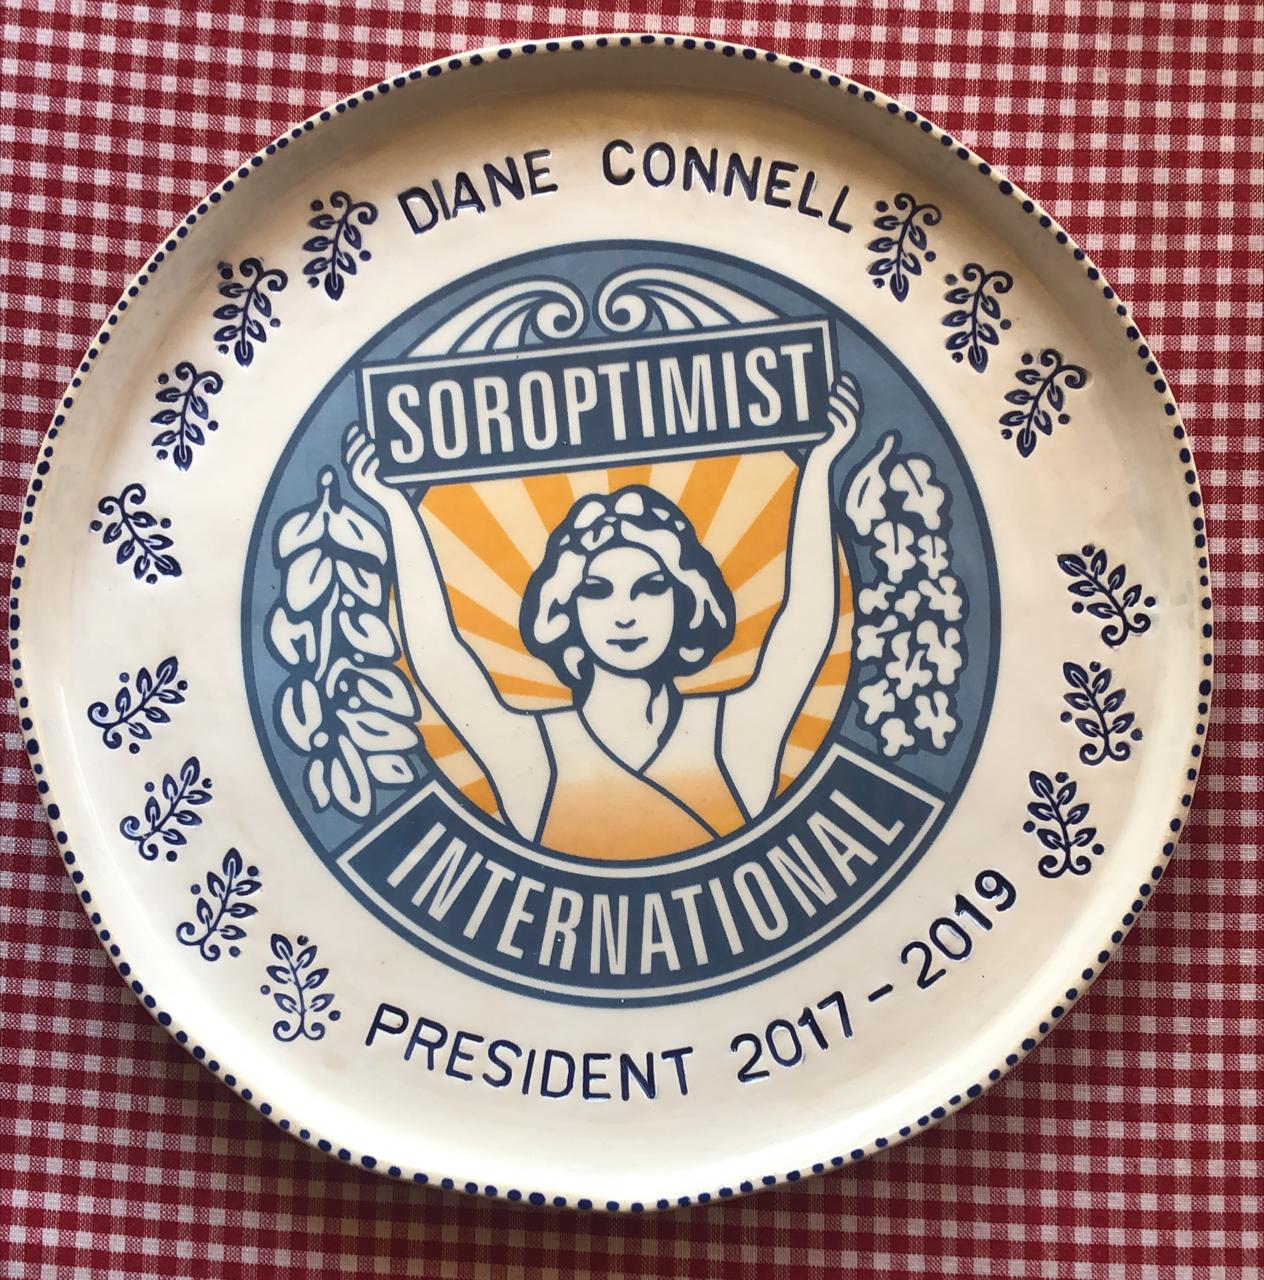 DIANE CONNELL
SOROPTIMIST
INTERNATIONAL
PRESIDENT 2017-2019